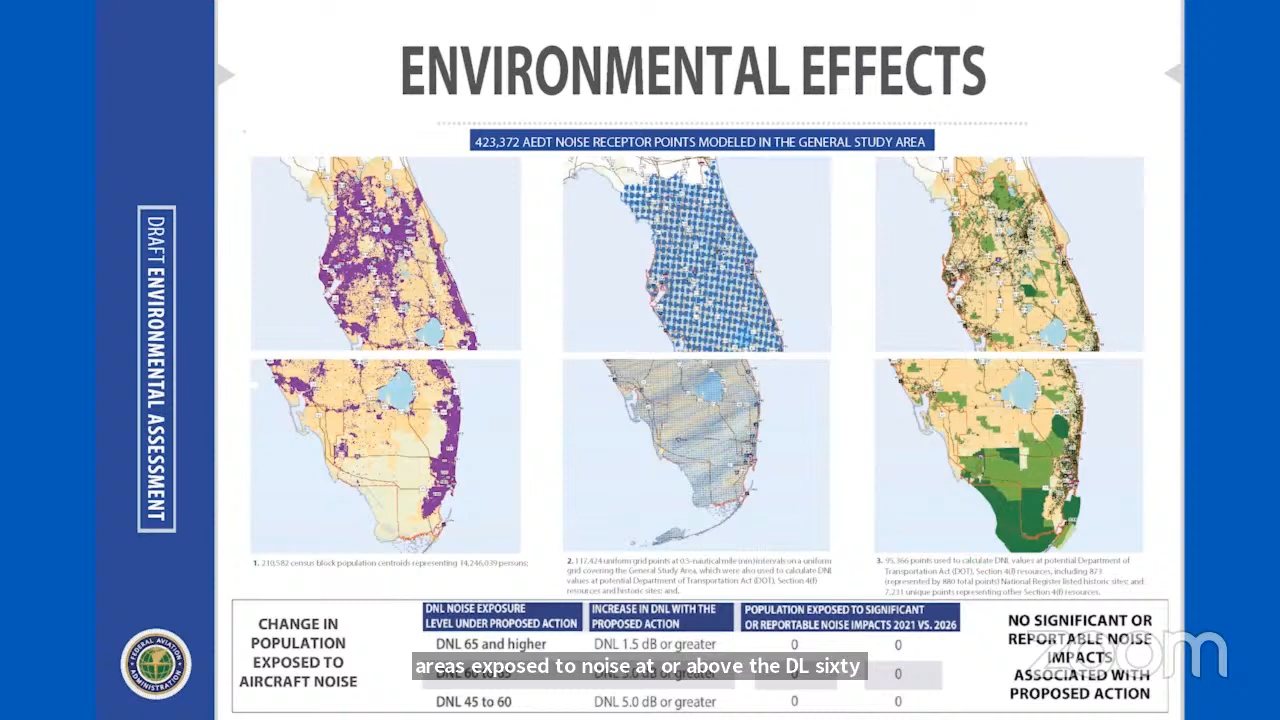 ENVIRONMENTAL EFFECTS
423,372 AEDT NOISE RECEPTOR POINTS MODELED IN THE GENERAL STUDY AREA
DRAFT ENVIRONMENTAL ASSESSMENT
1. 210,582 census block population centroids representing 14,246,039 persons;
2. 117,424 uniform grid points at 0.5-nautical mile (nm) intervals on a uniform
grid covering the General Study Area, which were also used to calculate DNL
values at potential Department of Transportation Act (DOT), Section 4(f)
resources and historic sites; and,
3. 95,366 points used to calculate DNL values at potential Department of
Transportation Act (DOT), Section 4(f) resources, including 873
(represented by 880 total points) National Register listed historic sites; and
7,231 unique points representing other Section 4(f) resources.
CHANGE IN
POPULATION
EXPOSED TO
AIRCRAFT NOISE
DNL NOISE EXPOSURE
LEVEL UNDER PROPOSED ACTION
INCREASE IN DNL WITH THE
PROPOSED ACTION
POPULATION EXPOSED TO SIGNIFICANT
OR REPORTABLE NOISE IMPACTS 2021 VS. 2026
DNL 65 and higher DNL 1.5 dB or greater 0 0
DNL 60 to 65 DNL 3.0 dB or greater 0 0
DNL 45 to 60 DNL 5.0 dB or greater 0 0
NO SIGNIFICANT OR
REPORTABLE NOISE
IMPACTS
ASSOCIATED WITH
PROPOSED ACTION
areas exposed to noise at or above the DL sixty
zoom
FEDERAL AVIATION
ADMINISTRATION